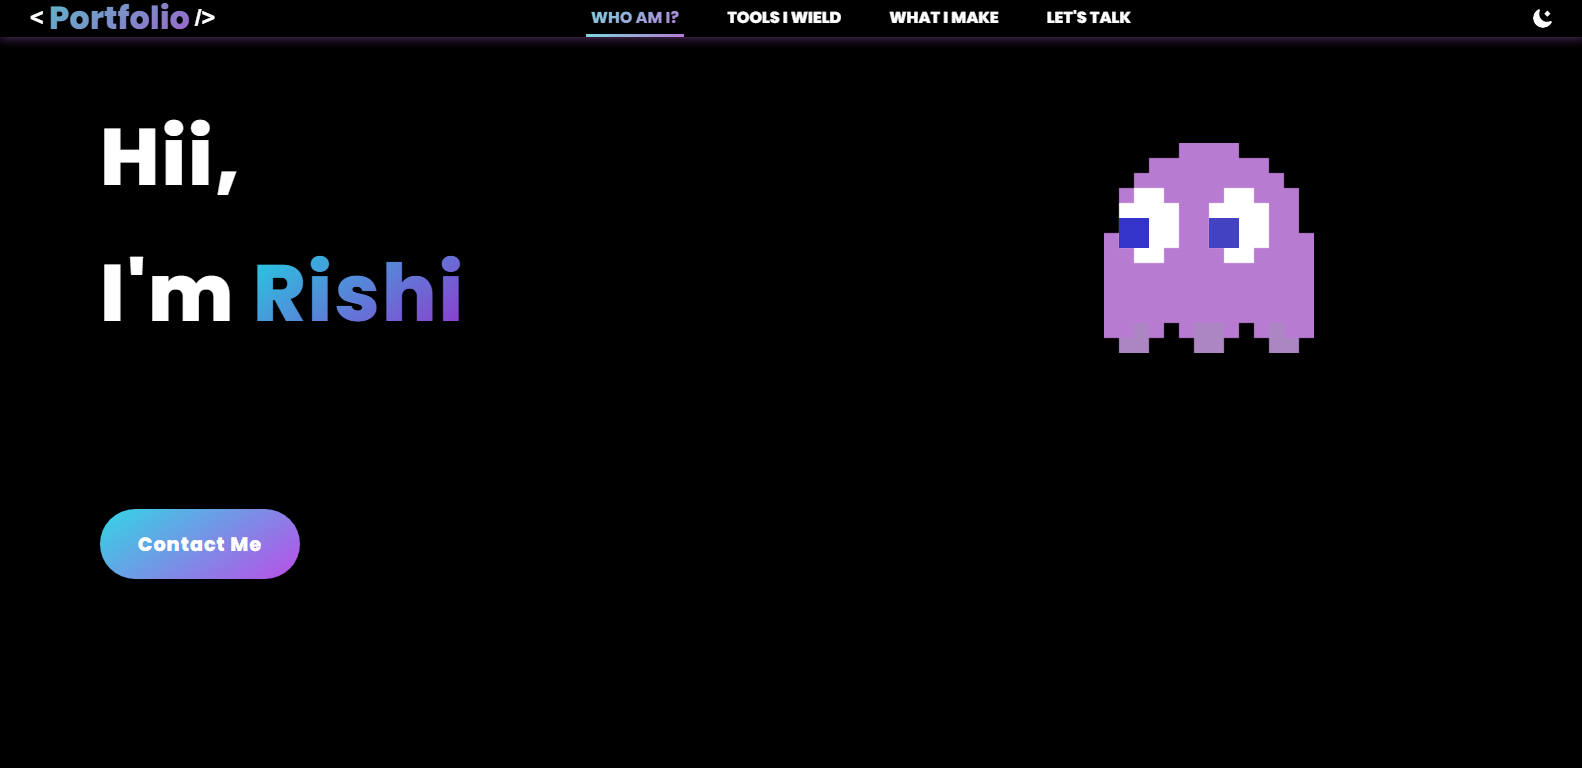 < Portfolio />
WHO AM I?
TOOLS I WIELD
WHAT I MAKE
LET'S TALK
Hii,
I'm Rishi
Contact Me